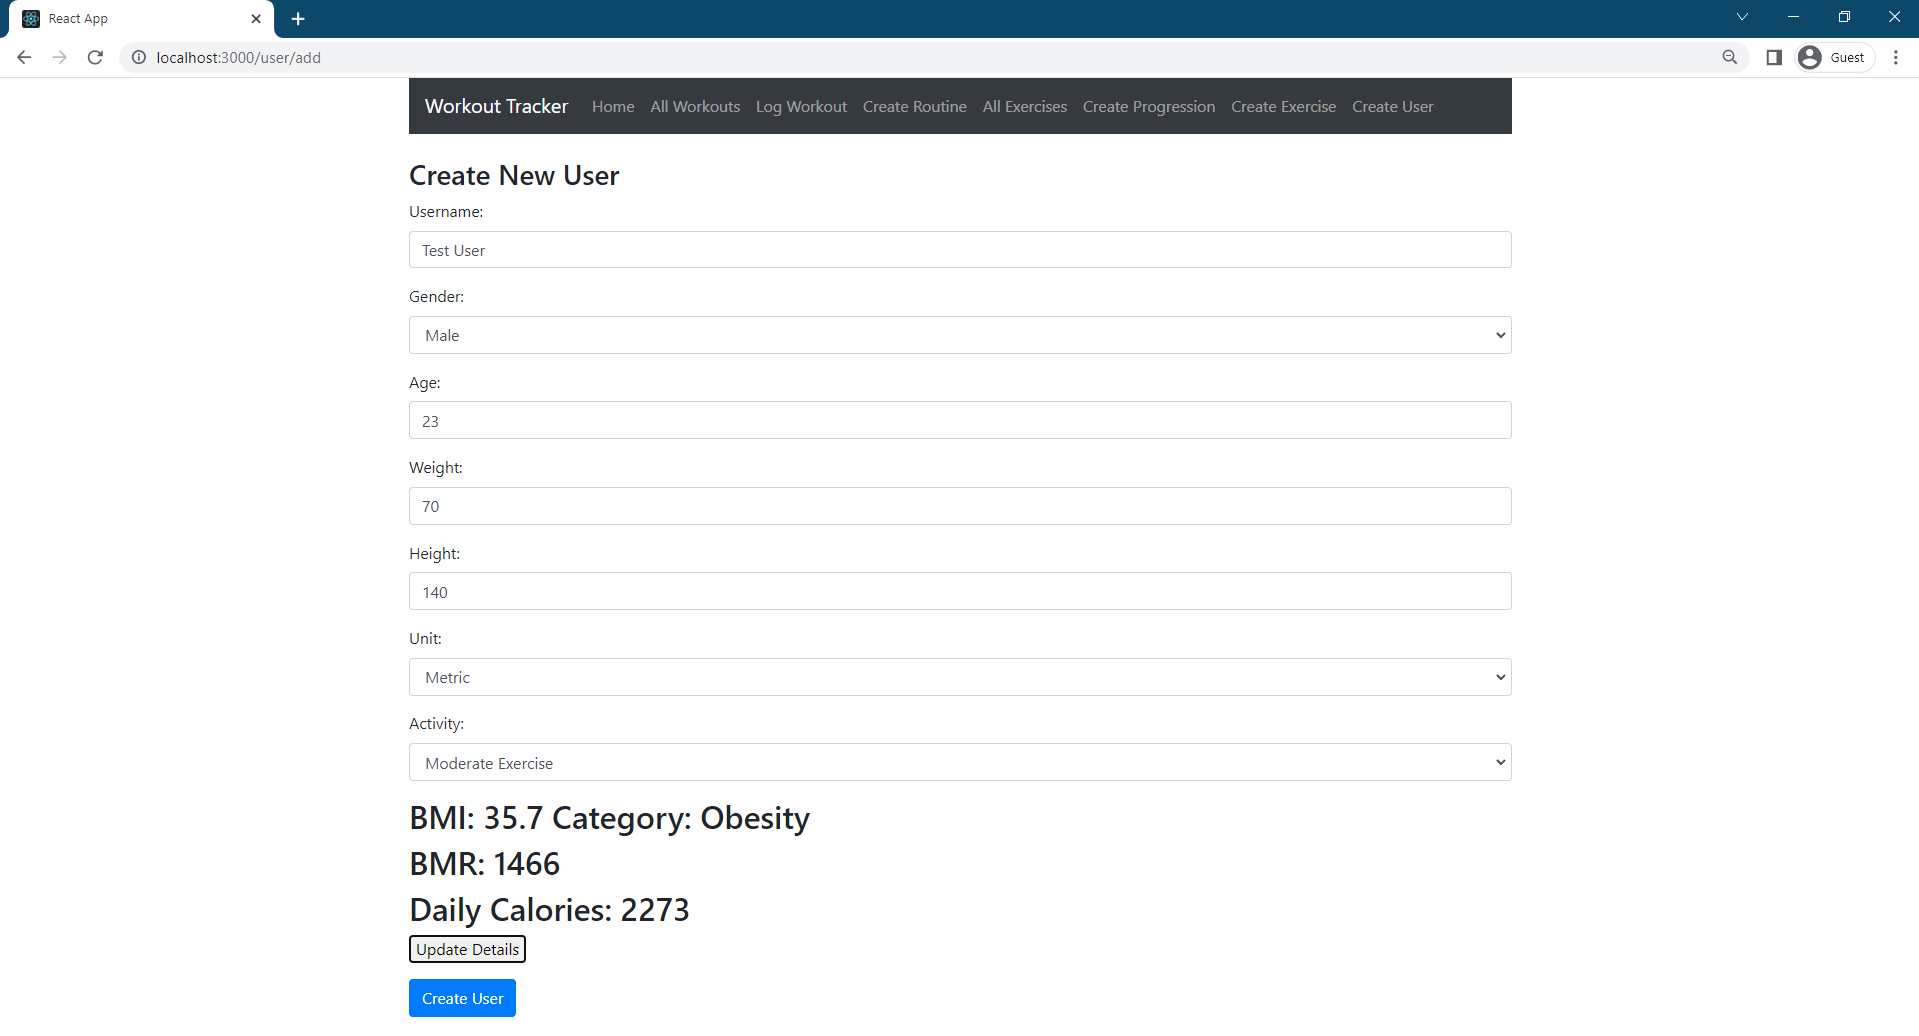 React App
localhost:3000/user/add
Guest
Workout Tracker Home All Workouts Log Workout Create Routine All Exercises Create Progression Create Exercise Create User
Create New User
Username:
Test User
Gender:
Male
Age:
23
Weight:
70
Height:
140
Unit:
Metric
Activity:
Moderate Exercise
BMI: 35.7 Category: Obesity
BMR: 1466
Daily Calories: 2273
Update Details
Create User